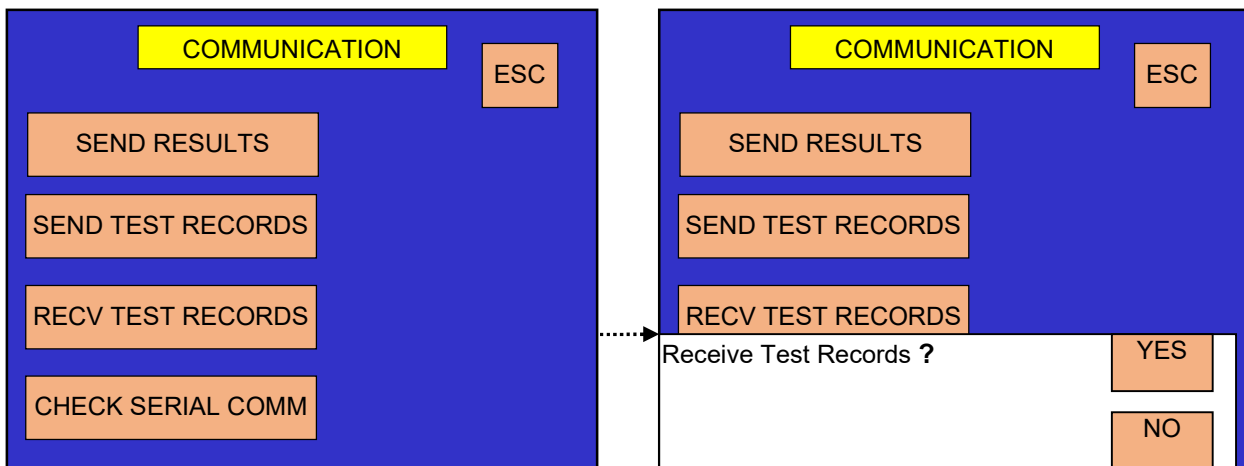 COMMUNICATION
ESC
SEND RESULTS
SEND TEST RECORDS
RECV TEST RECORDS
CHECK SERIAL COMM
COMMUNICATION
ESC
SEND RESULTS
SEND TEST RECORDS
RECV TEST RECORDS
Receive Test Records ?
YES
NO